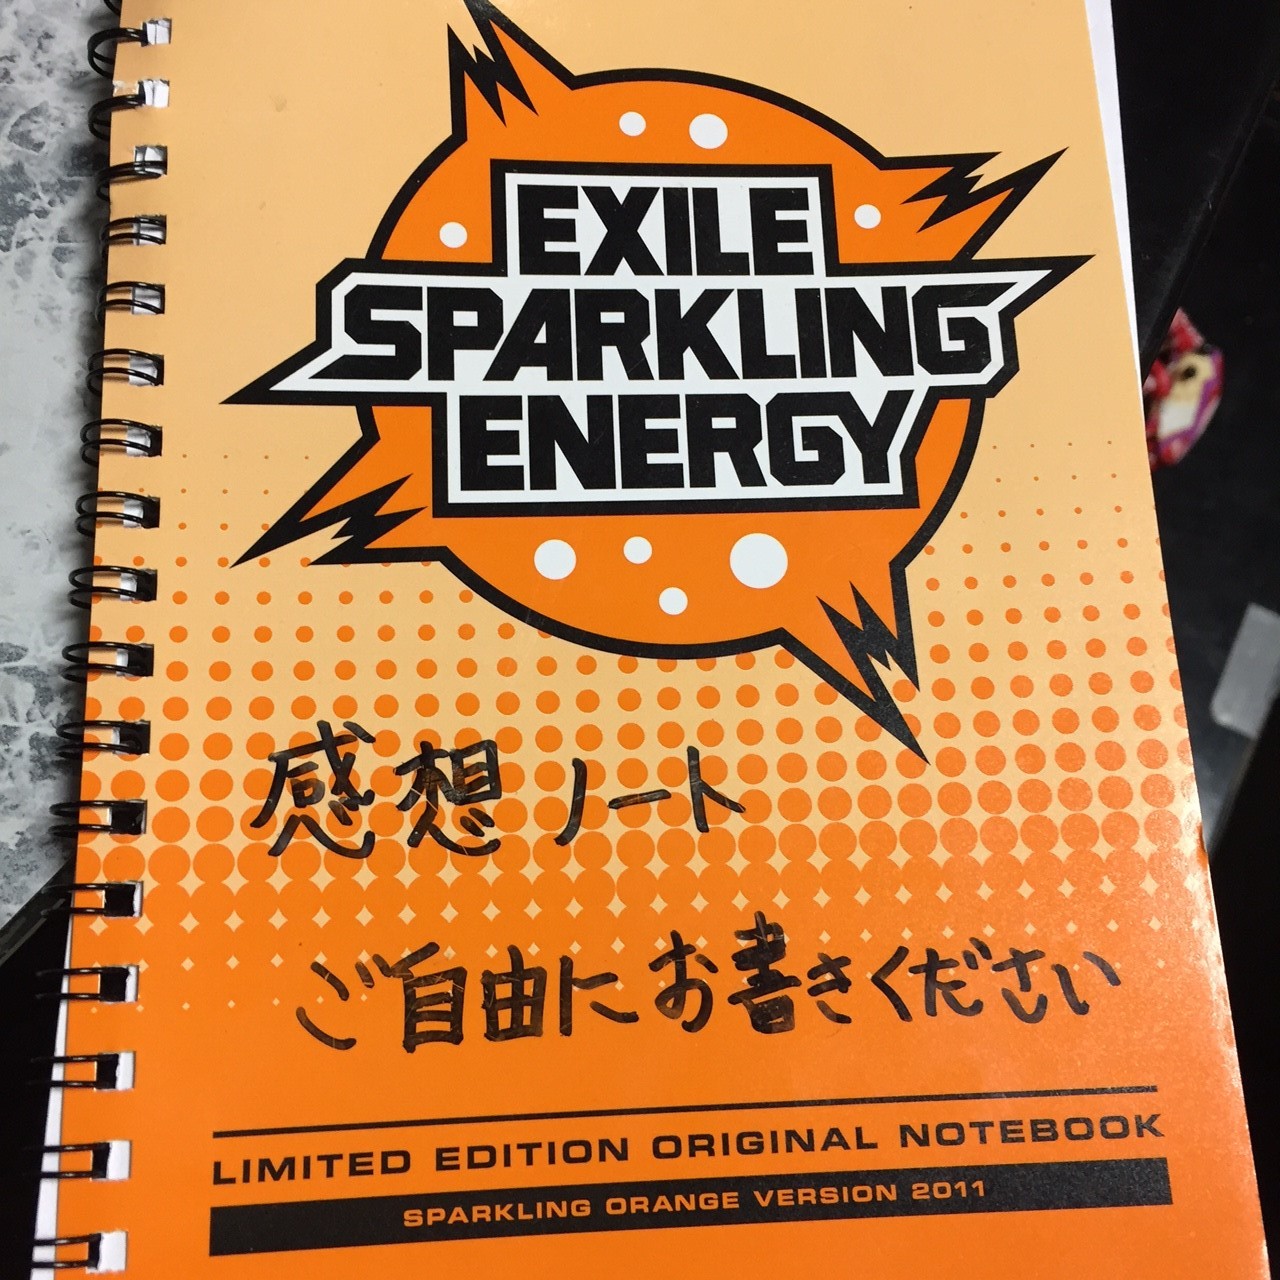 EXILE
SPARKLING
ENERGY
感想ノート
ご自由にお書きください
LIMITED EDITION ORIGINAL NOTEBOOK
SPARKLING ORANGE VERSION 2011